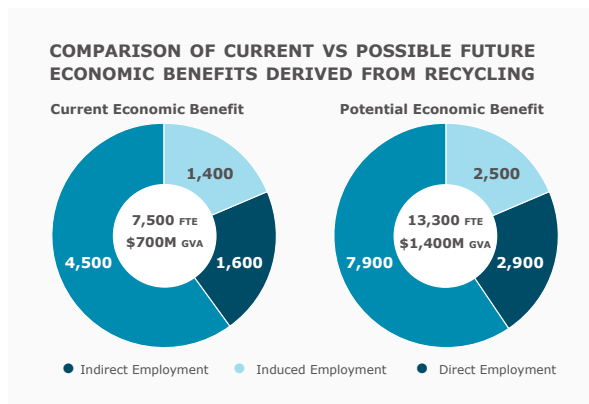 COMPARISON OF CURRENT VS POSSIBLE FUTURE
ECONOMIC BENEFITS DERIVED FROM RECYCLING
Current Economic Benefit
1,400
7,500 FTE
$700M GVA
4,500
1,600
Potential Economic Benefit
2,500
13,300 FTE
$1,400M GVA
7,900
2,900
Indirect Employment
Induced Employment
Direct Employment